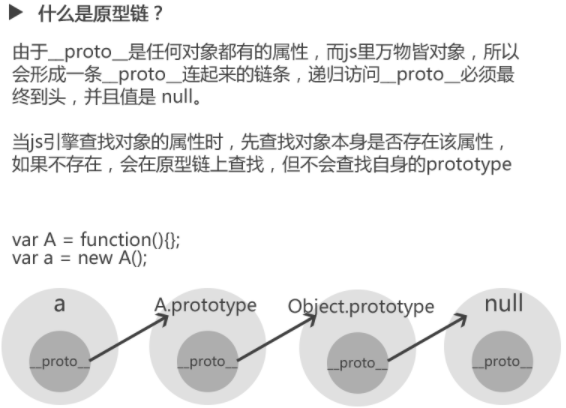 ▶ 什么是原型链？
由于__proto__是任何对象都有的属性，而js里万物皆对象，所以
会形成一条__proto__连起来的链条，递归访问__proto__必须最
终到头，并且值是 null。
当js引擎查找对象的属性时，先查找对象本身是否存在该属性，
如果不存在，会在原型链上查找，但不会查找自身的prototype
var A = function(){};
var a = new A();
a
A.prototype
Object.prototype
null
__proto__
__proto__
__proto__
__proto__